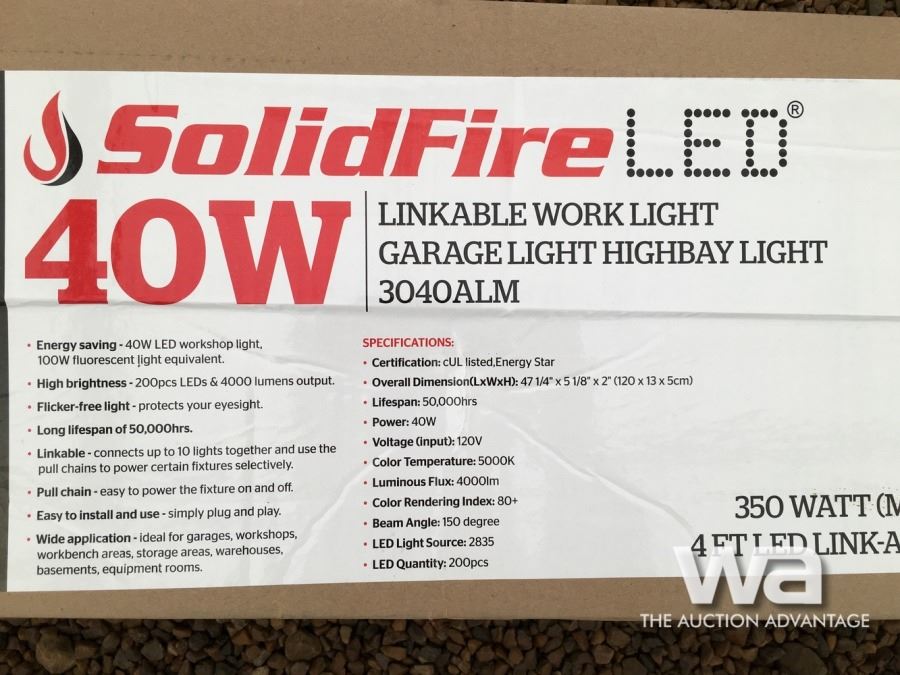 SolidFire LED®
40W
LINKABLE WORK LIGHT
GARAGE LIGHT HIGHBAY LIGHT
3040ALM
• Energy saving - 40W LED workshop light,
100W fluorescent light equivalent.
• High brightness - 200pcs LEDs & 4000 lumens output.
• Flicker-free light - protects your eyesight.
• Long lifespan of 50,000hrs.
• Linkable - connects up to 10 lights together and use the
pull chains to power certain fixtures selectively.
• Pull chain - easy to power the fixture on and off.
• Easy to install and use - simply plug and play.
• Wide application - ideal for garages, workshops,
workbench areas, storage areas, warehouses,
basements, equipment rooms.
SPECIFICATIONS:
• Certification: cUL listed,Energy Star
• Overall Dimension(LxWxH): 47 1/4" x 5 1/8" x 2" (120 x 13 x 5cm)
• Lifespan: 50,000hrs
• Power: 40W
• Voltage (input): 120V
• Color Temperature: 5000K
• Luminous Flux: 4000lm
• Color Rendering Index: 80+
• Beam Angle: 150 degree
• LED Light Source: 2835
• LED Quantity: 200pcs
350 WATT (M
4 FT LED LINK-A
wa
THE AUCTION ADVANTAGE